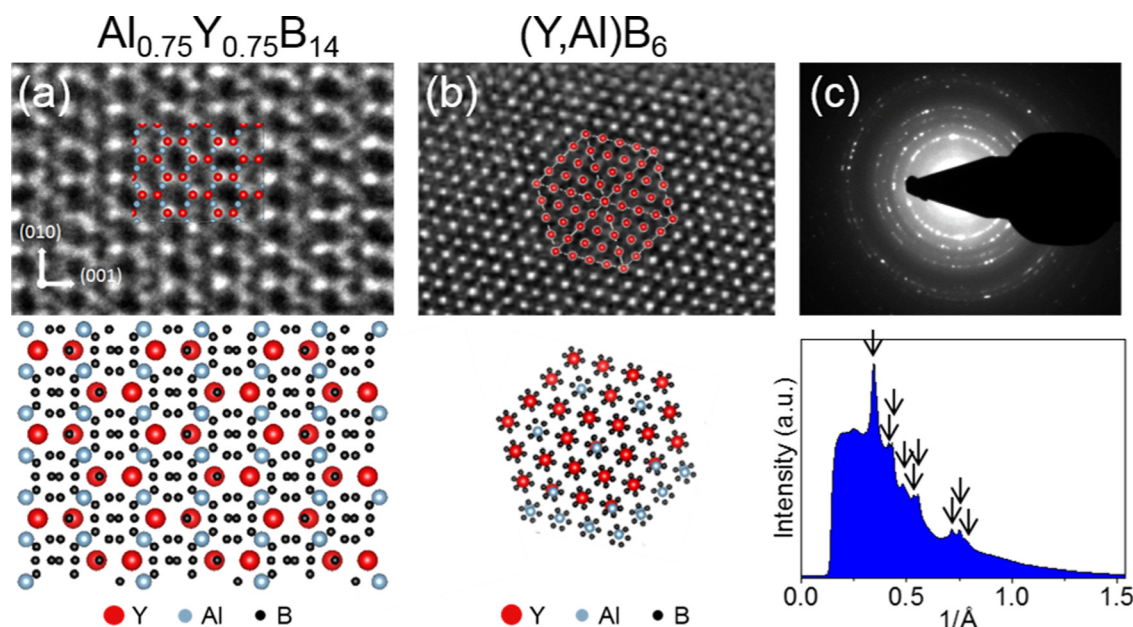 Al0.75Y0.75B14
(Y,Al)B6
(a)
(010)
(001)
(b)
(c)
Y Al B
Y Al B
Intensity (a.u.)
0.0 0.5 1.0 1.5
1/Å